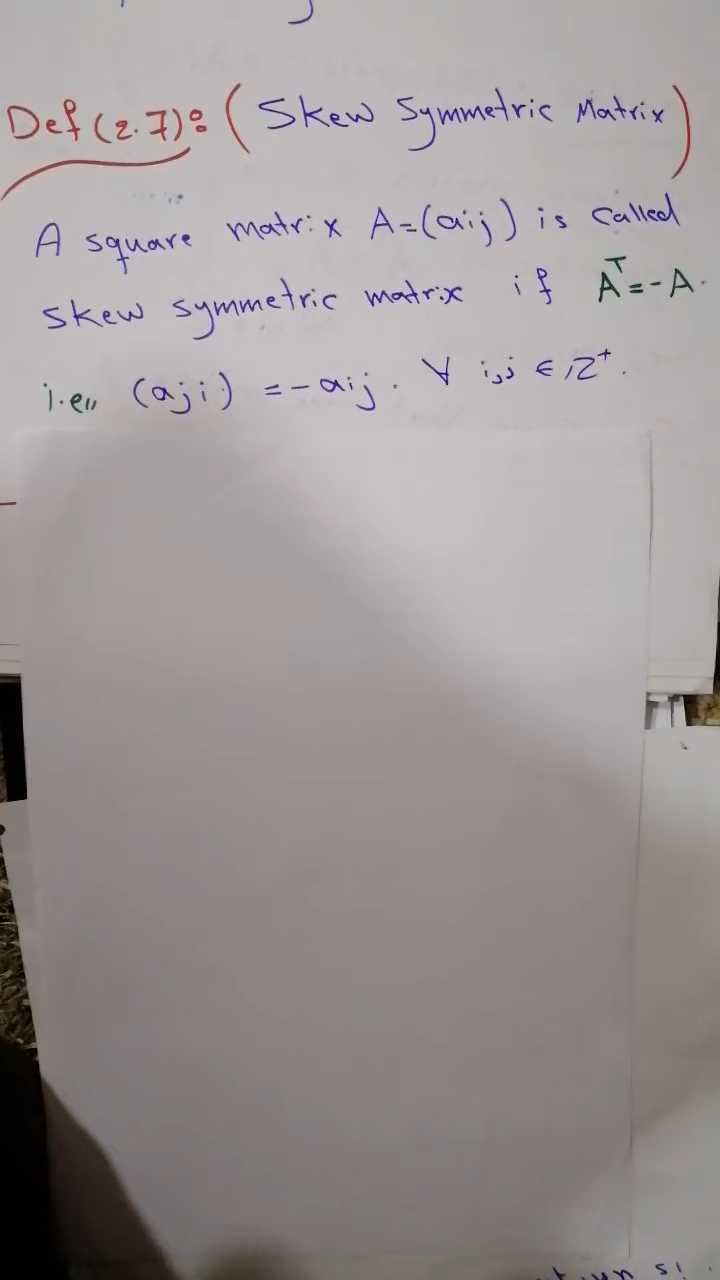 Def (2.7): (Skew Symmetric Matrix)
A square matrix A=(aij) is called
skew symmetric matrix if Aᵀ=-A.
i.e,, (aji) = -aij. ∀ i,j ∈ ℤ⁺.